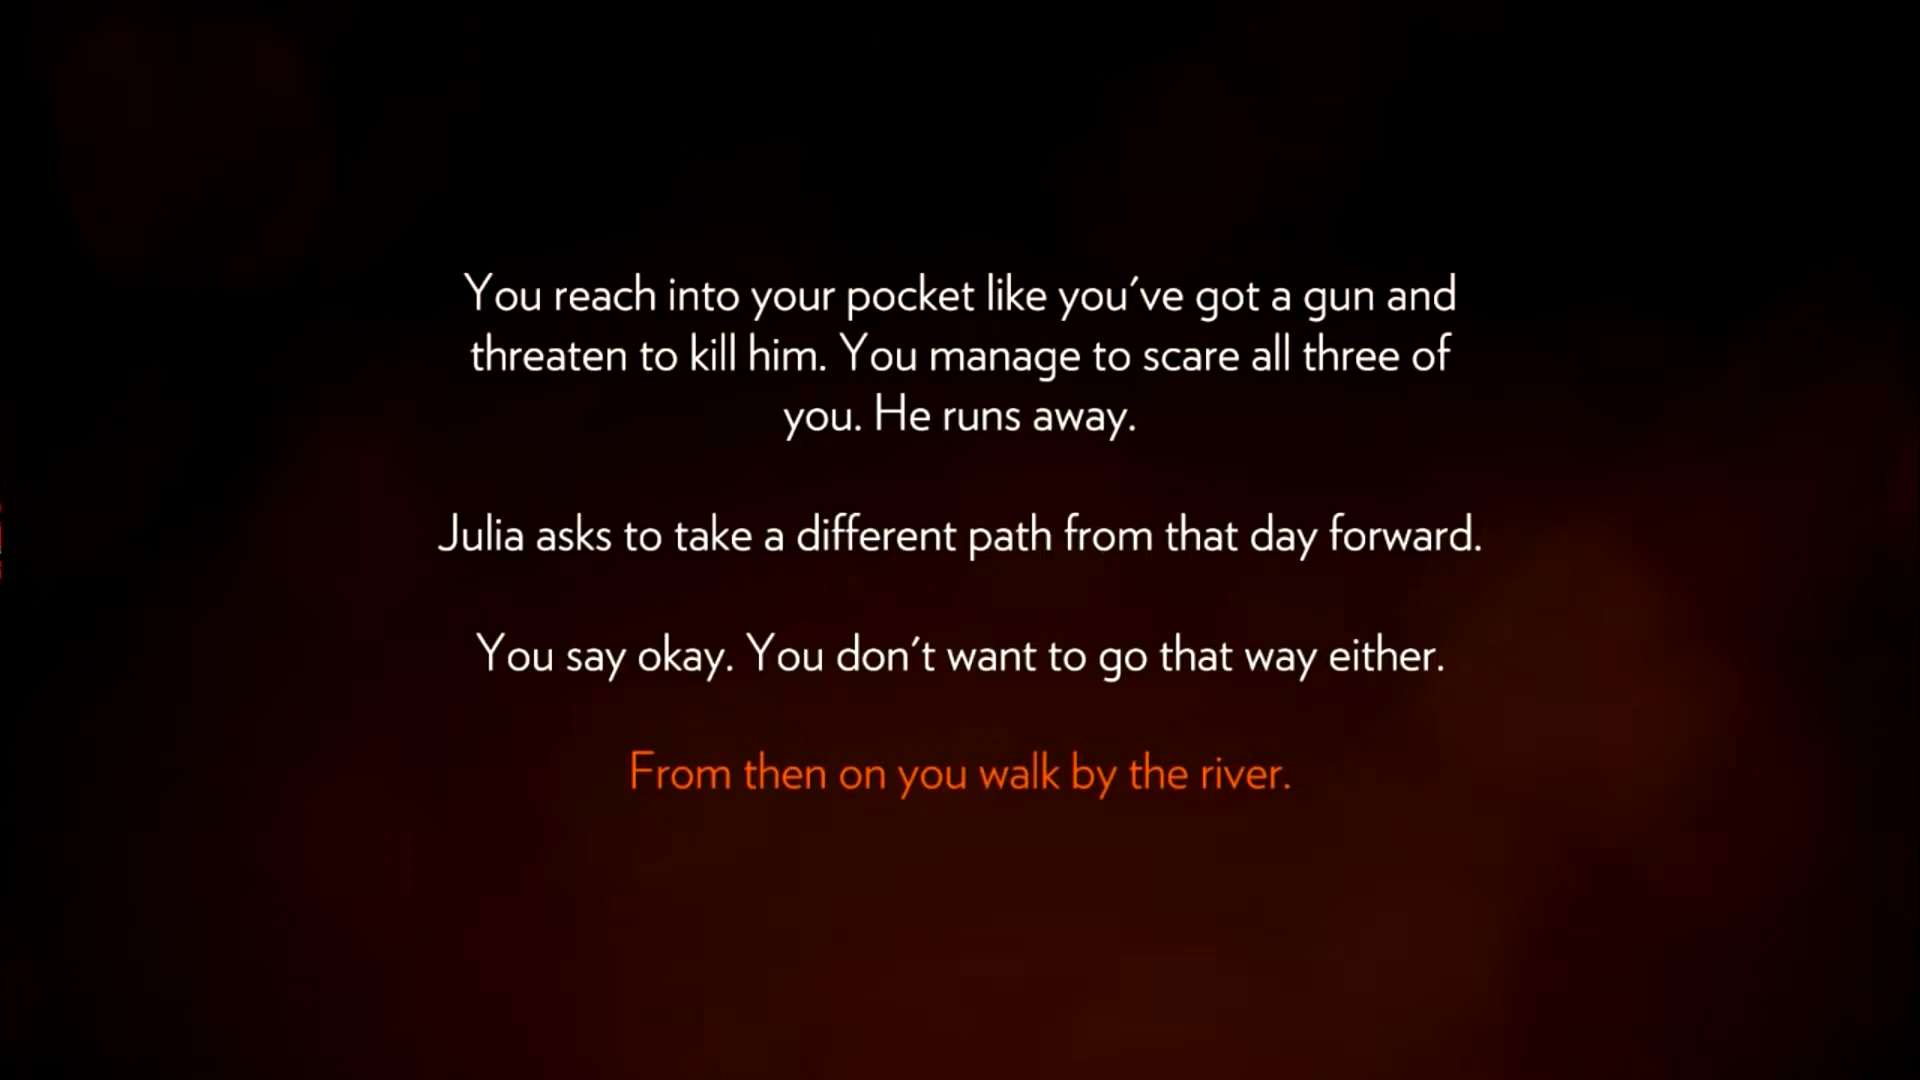 You reach into your pocket like you've got a gun and
threaten to kill him. You manage to scare all three of
you. He runs away.
Julia asks to take a different path from that day forward.
You say okay. You don't want to go that way either.
From then on you walk by the river.